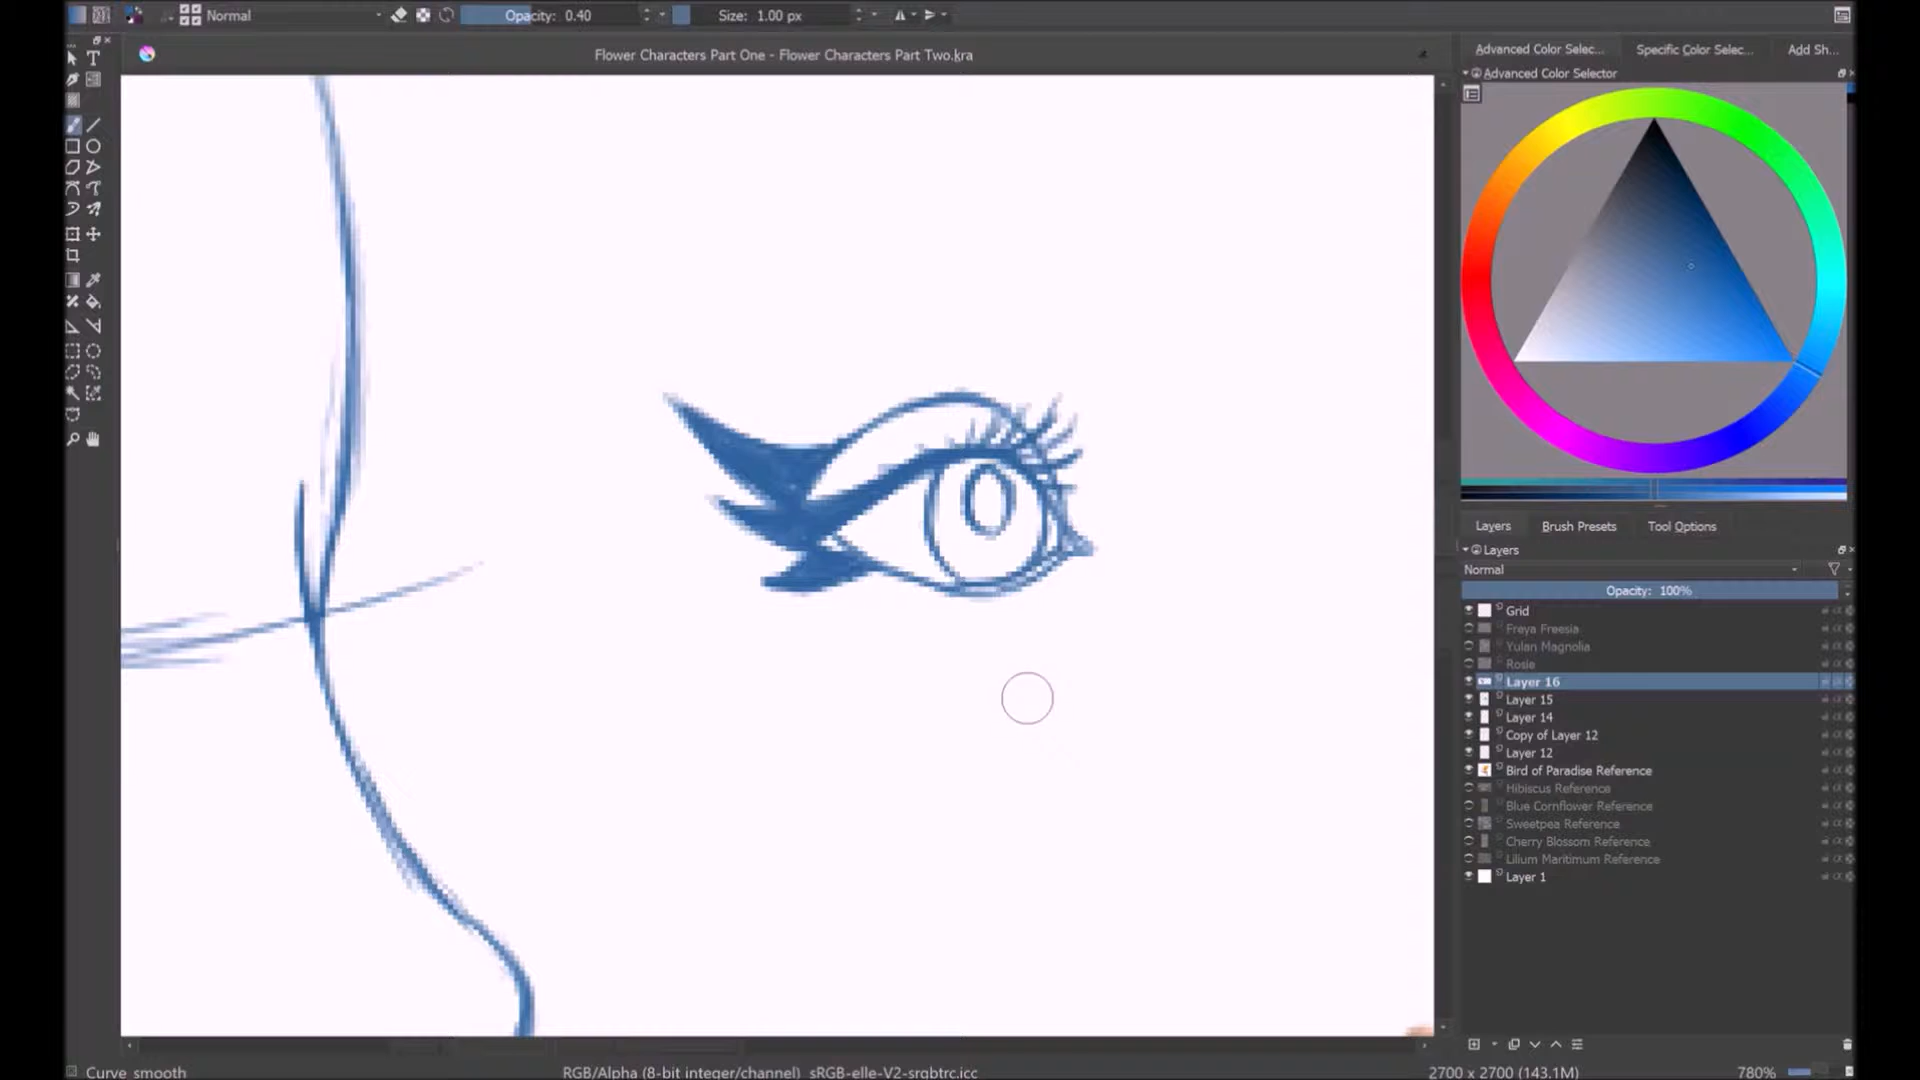 Normal
Opacity: 0.40
Size: 1.00 px
Flower Characters Part One - Flower Characters Part Two.kra
Advanced Color Selec...
Specific Color Selec...
Add Sh...
Advanced Color Selector
Layers
Brush Presets
Tool Options
Layers
Normal
Opacity: 100%
Grid
Freya Freesia
Yulan Magnolia
Rosie
Layer 16
Layer 15
Layer 14
Copy of Layer 12
Layer 12
Bird of Paradise Reference
Hibiscus Reference
Blue Cornflower Reference
Sweetpea Reference
Cherry Blossom Reference
Lilium Maritimum Reference
Layer 1
Curve_smooth
RGB/Alpha (8-bit integer/channel) sRGB-elle-V2-srgbtrc.icc
2700 x 2700 (143.1M)
780%